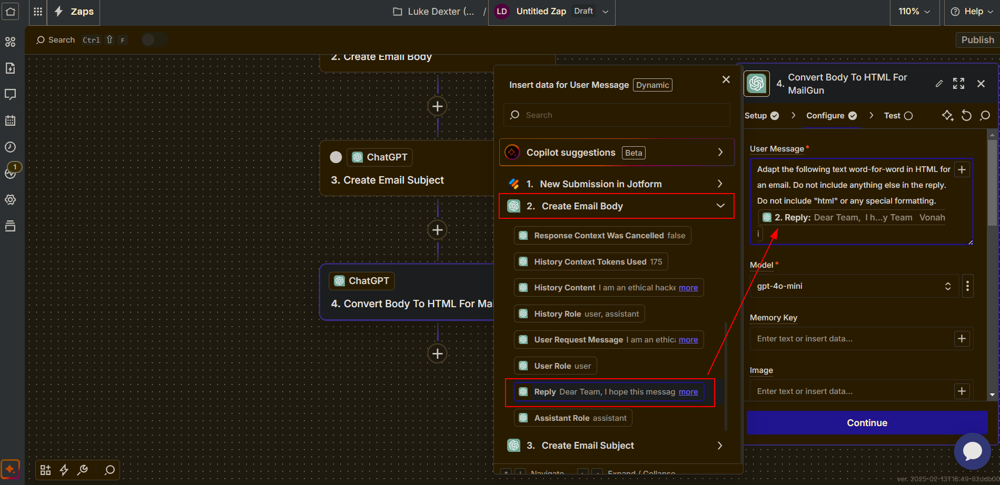 Zaps
Luke Dexter (... /
LD Untitled Zap Draft
110%
Help
Search Ctrl ⇧ F
Publish
2. Create Email Body
ChatGPT
3. Create Email Subject
ChatGPT
4. Convert Body To HTML For Mai
1
Insert data for User Message Dynamic
Search
Copilot suggestions Beta
1. New Submission in Jotform
2. Create Email Body
Response Context Was Cancelled false
History Context Tokens Used 175
History Content I am an ethical hacke more
History Role user, assistant
User Request Message I am an ethica more
User Role user
Reply Dear Team, I hope this messag more
Assistant Role assistant
3. Create Email Subject
Navigate Expand / Collapse
4. Convert Body To HTML For
MailGun
Setup Configure Test
User Message*
Adapt the following text word-for-word in HTML for
an email. Do not include anything else in the reply.
Do not include "html" or any special formatting.
2. Reply: Dear Team, I h...y Team Vonah
i
Model*
gpt-4o-mini
Memory Key
Enter text or insert data...
Image
Enter text or insert data...
Continue
ver. 2025-02-13T16:49-82ddb00